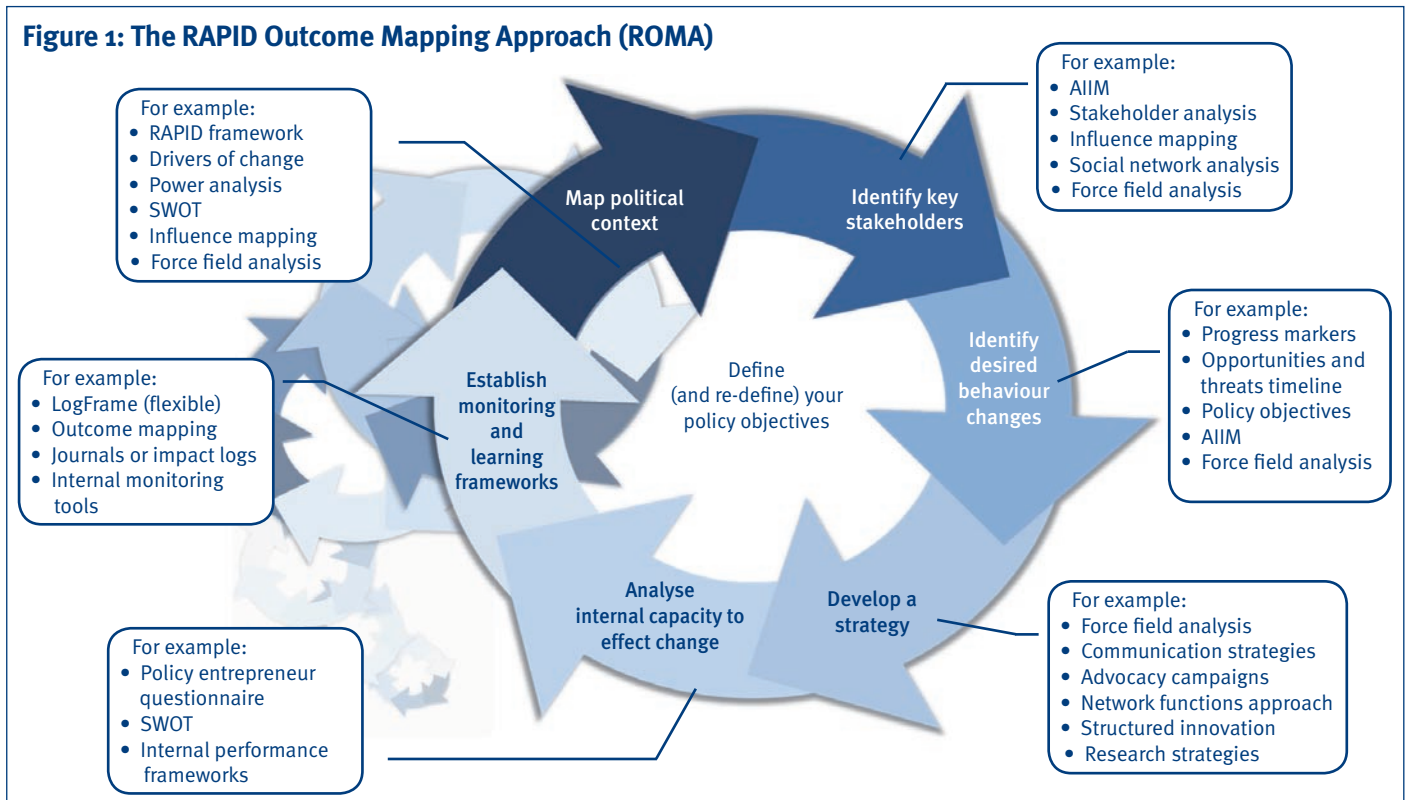 Figure 1: The RAPID Outcome Mapping Approach (ROMA)
For example:
• RAPID framework
• Drivers of change
• Power analysis
• SWOT
• Influence mapping
• Force field analysis
Map political
context
Identify key
stakeholders
For example:
• AIIM
• Stakeholder analysis
• Influence mapping
• Social network analysis
• Force field analysis
Identify
desired
behaviour
changes
For example:
• Progress markers
• Opportunities and
threats timeline
• Policy objectives
• AIIM
• Force field analysis
Define
(and re-define) your
policy objectives
For example:
• LogFrame (flexible)
• Outcome mapping
• Journals or impact logs
• Internal monitoring
tools
Establish
monitoring
and
learning
frameworks
Analyse
internal capacity to
effect change
Develop a
strategy
For example:
• Force field analysis
• Communication strategies
• Advocacy campaigns
• Network functions approach
• Structured innovation
• Research strategies
For example:
• Policy entrepreneur
questionnaire
• SWOT
• Internal performance
frameworks